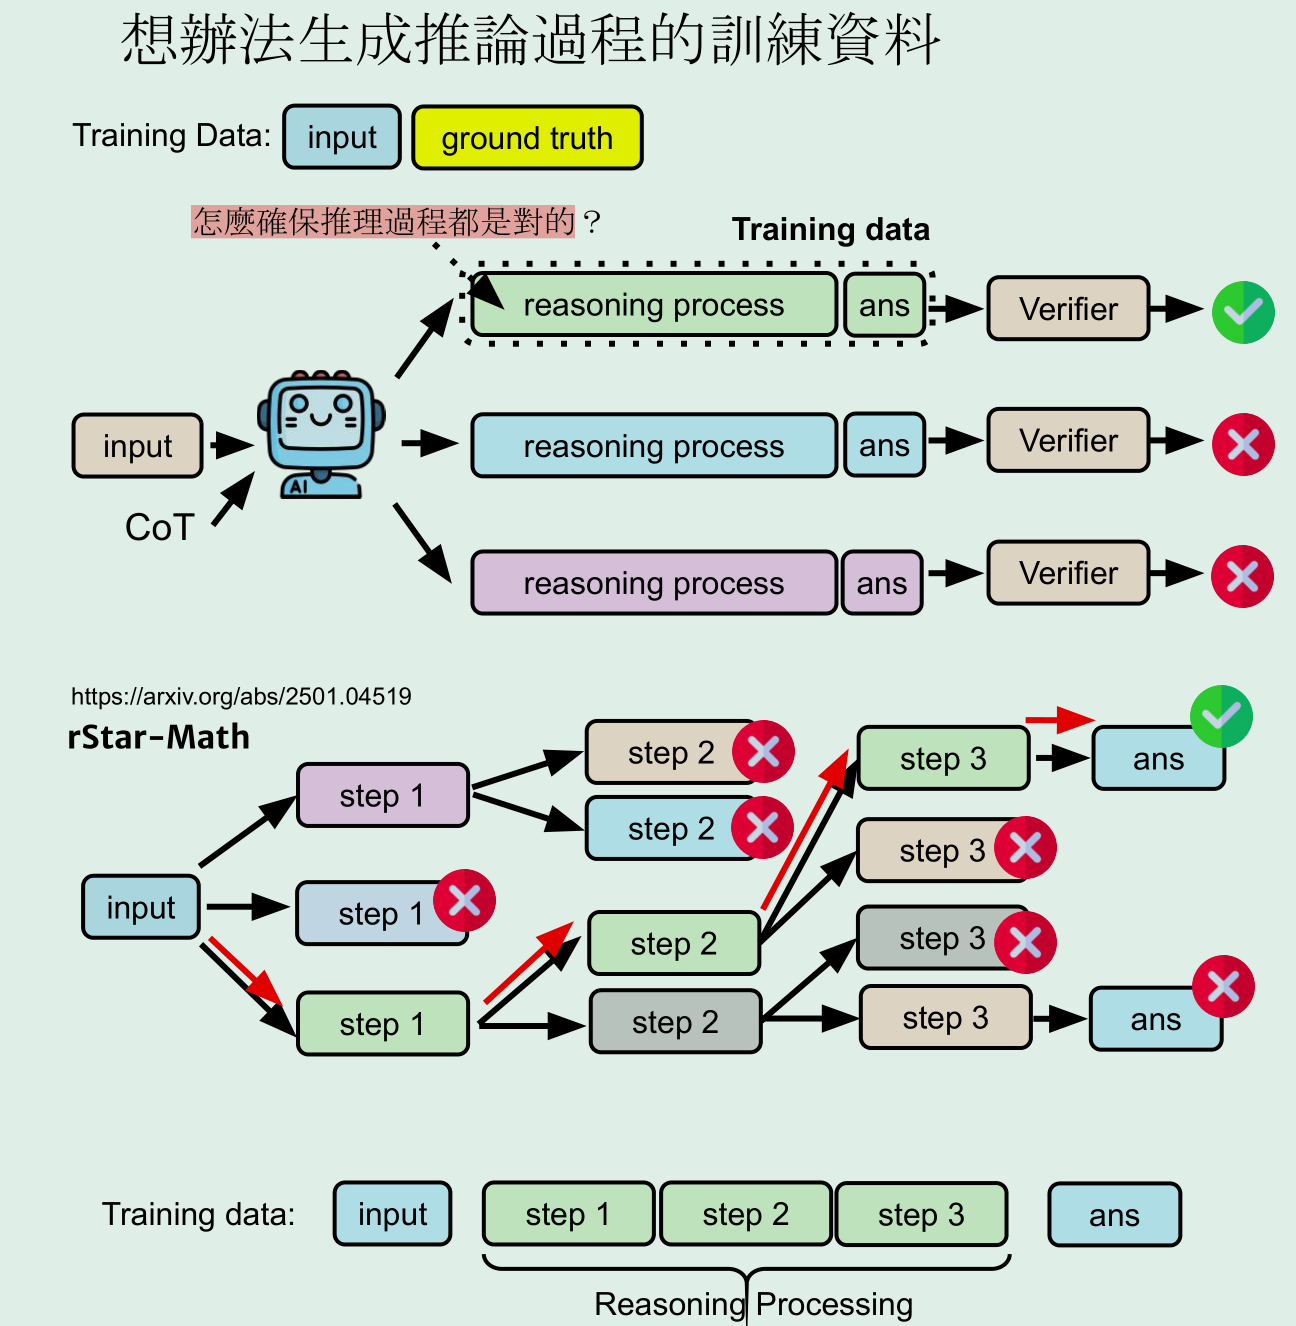 想辦法生成推論過程的訓練資料
Training Data: input ground truth
怎麼確保推理過程都是對的？
Training data
reasoning process ans Verifier
input
AI
reasoning process ans Verifier
CoT
reasoning process ans Verifier
https://arxiv.org/abs/2501.04519
rStar-Math
step 2
step 3
ans
step 1
step 2
step 3
input
step 1
step 2
step 3
step 1
step 2
step 3
ans
Training data: input step 1 step 2 step 3 ans
Reasoning Processing